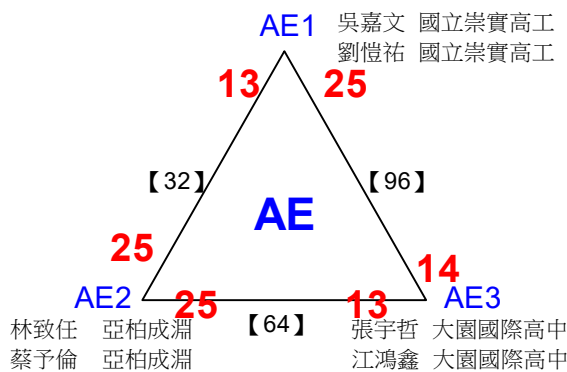 AE1
吳嘉文 國立崇實高工
劉愷祐 國立崇實高工
13
25
【32】
【96】
AE
25
14
AE2
25
13
AE3
【64】
林致任 亞柏成淵
蔡予倫 亞柏成淵
張宇哲 大園國際高中
江鴻鑫 大園國際高中